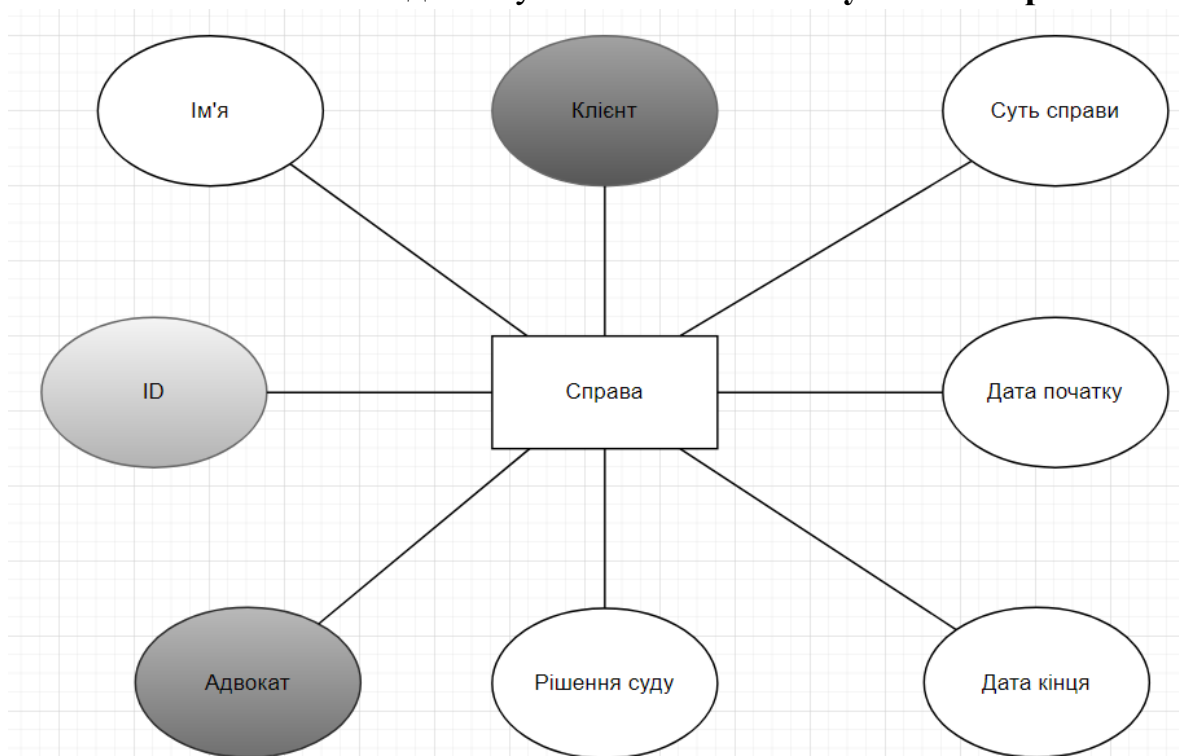 Ім'я
Клієнт
Суть справи
ID
Справа
Дата початку
Адвокат
Рішення суду
Дата кінця